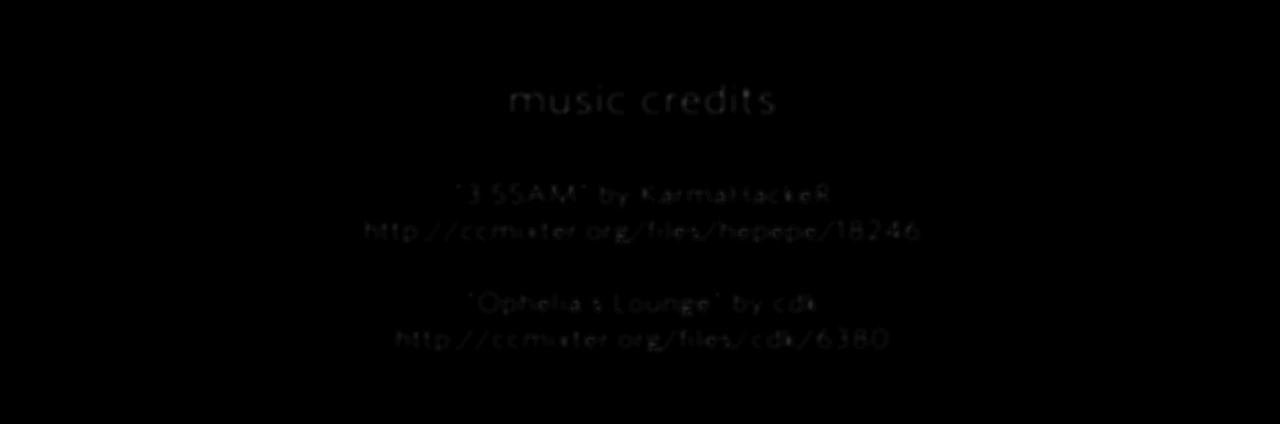 music credits
"3:55AM" by KarmaHackeR
http://ccmixter.org/files/hepepe/18246
"Ophelia's Lounge" by cdk
http://ccmixter.org/files/cdk/6380